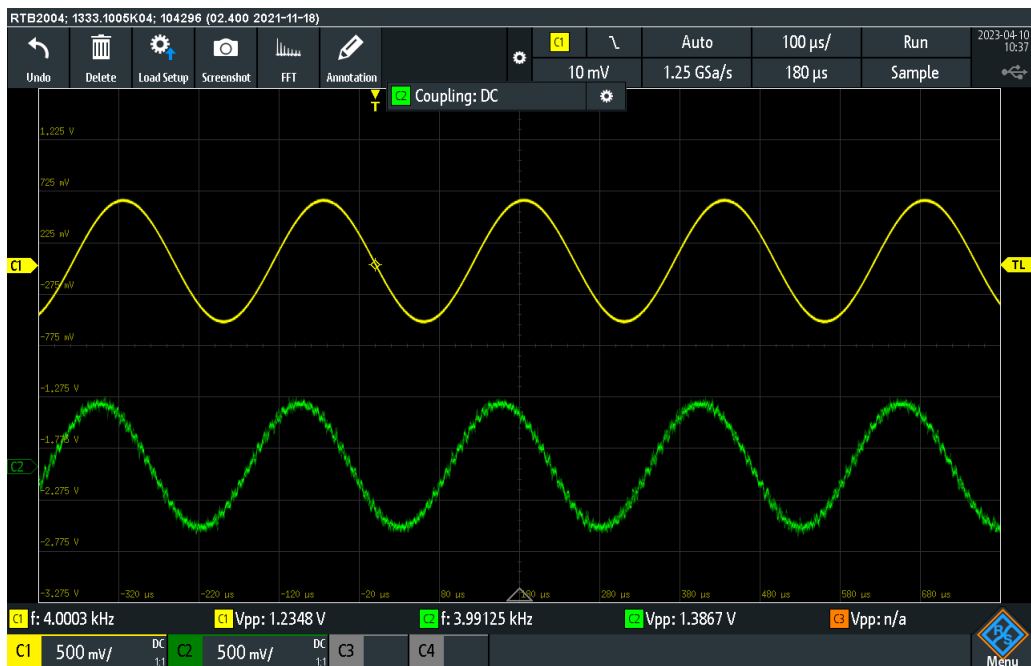 RTB2004; 1333.1005K04; 104296 (02.400 2021-11-18)
Undo Delete Load Setup Screenshot FFT Annotation
C1 Auto 100 µs/ Run
10 mV 1.25 GSa/s 180 µs Sample
2023-04-10
10:37
C2 Coupling: DC
T
1.225 V
725 mV
225 mV
C1 TL
-275 mV
-775 mV
-1.275 V
-1.775 V
C2
-2.275 V
-2.775 V
-3.275 V -320 µs -220 µs -120 µs -20 µs 80 µs 180 µs 280 µs 380 µs 480 µs 580 µs 680 µs
C1 f: 4.0003 kHz C1 Vpp: 1.2348 V C2 f: 3.99125 kHz C2 Vpp: 1.3867 V C3 Vpp: n/a
C1 500 mV/ DC 1:1 C2 500 mV/ DC 1:1 C3 C4
R&S
Menu